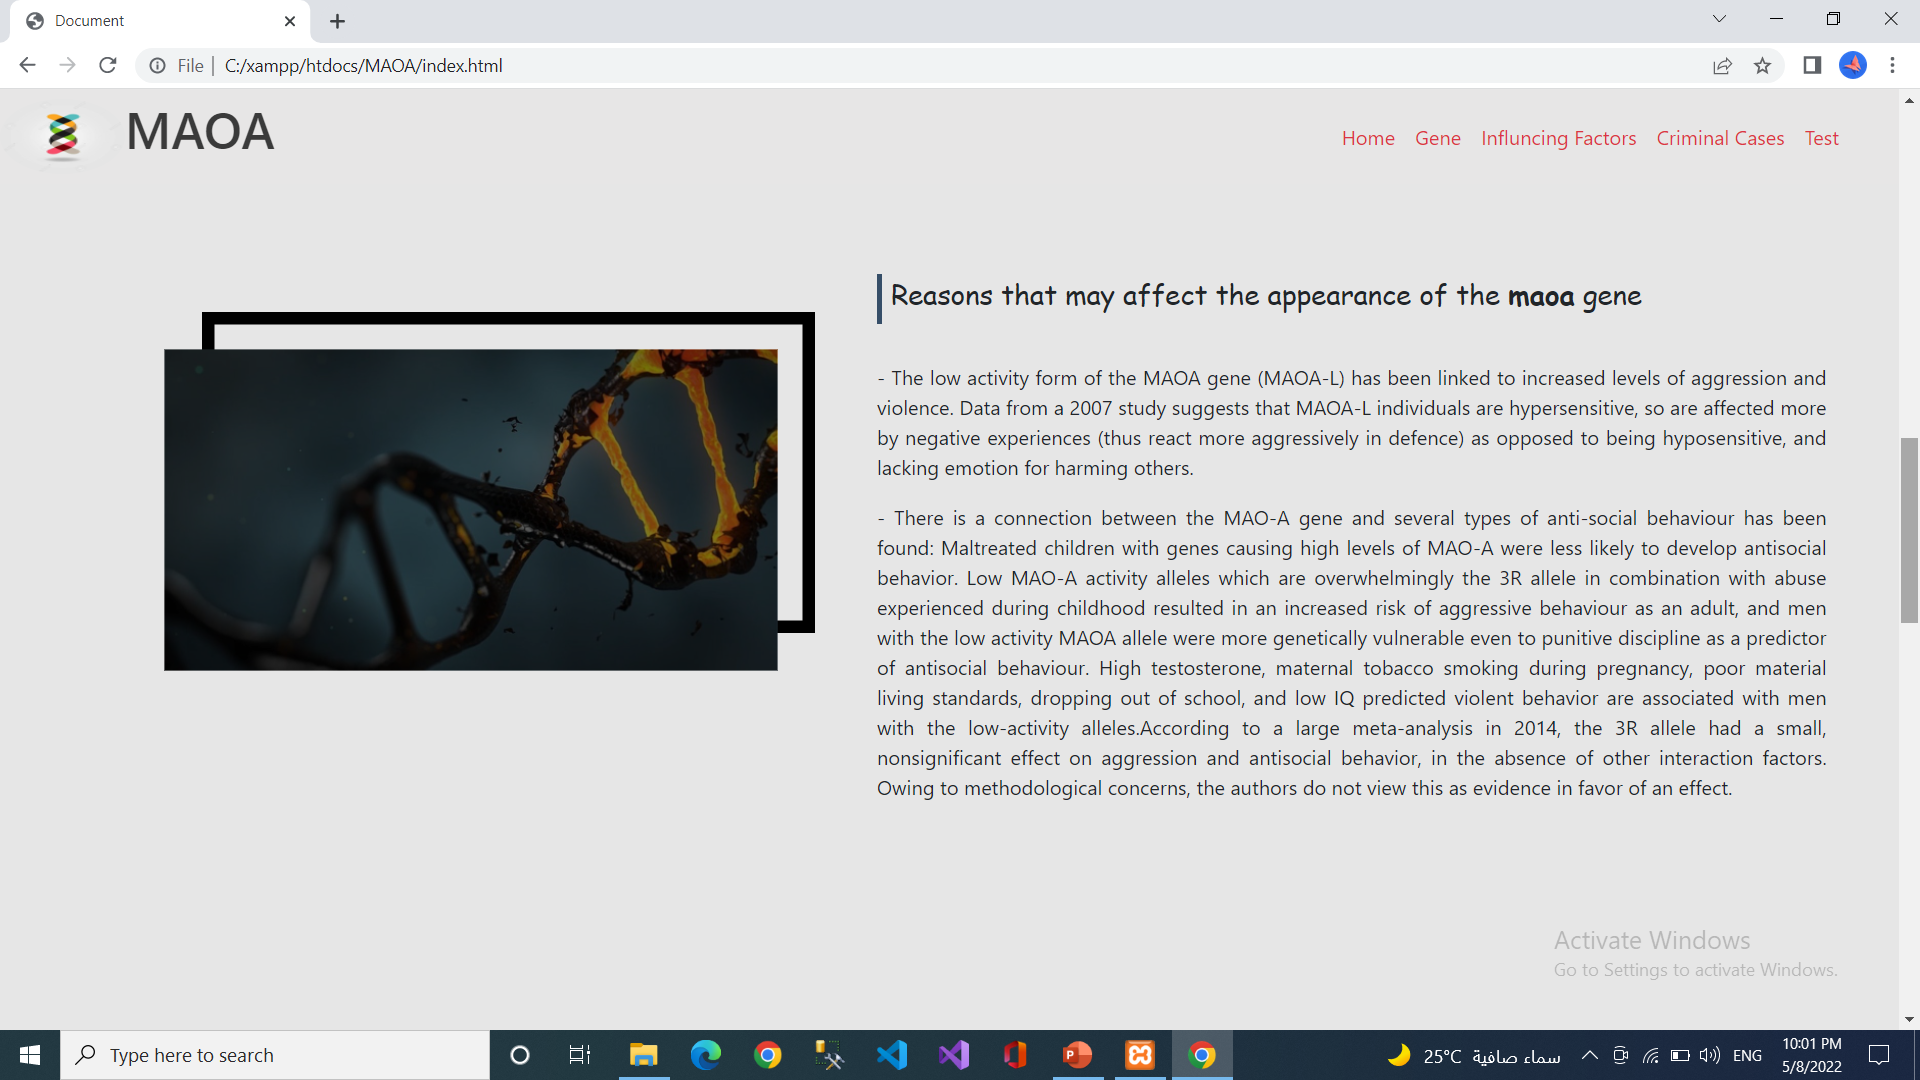 Document
File
C:/xampp/htdocs/MAOA/index.html
MAOA
Home Gene Influncing Factors Criminal Cases Test
Reasons that may affect the appearance of the maoa gene
- The low activity form of the MAOA gene (MAOA-L) has been linked to increased levels of aggression and
violence. Data from a 2007 study suggests that MAOA-L individuals are hypersensitive, so are affected more
by negative experiences (thus react more aggressively in defence) as opposed to being hyposensitive, and
lacking emotion for harming others.
- There is a connection between the MAO-A gene and several types of anti-social behaviour has been
found: Maltreated children with genes causing high levels of MAO-A were less likely to develop antisocial
behavior. Low MAO-A activity alleles which are overwhelmingly the 3R allele in combination with abuse
experienced during childhood resulted in an increased risk of aggressive behaviour as an adult, and men
with the low activity MAOA allele were more genetically vulnerable even to punitive discipline as a predictor
of antisocial behaviour. High testosterone, maternal tobacco smoking during pregnancy, poor material
living standards, dropping out of school, and low IQ predicted violent behavior are associated with men
with the low-activity alleles.According to a large meta-analysis in 2014, the 3R allele had a small,
nonsignificant effect on aggression and antisocial behavior, in the absence of other interaction factors.
Owing to methodological concerns, the authors do not view this as evidence in favor of an effect.
Activate Windows
Go to Settings to activate Windows.
Type here to search
25°C سماء صافية
ENG
10:01 PM
5/8/2022